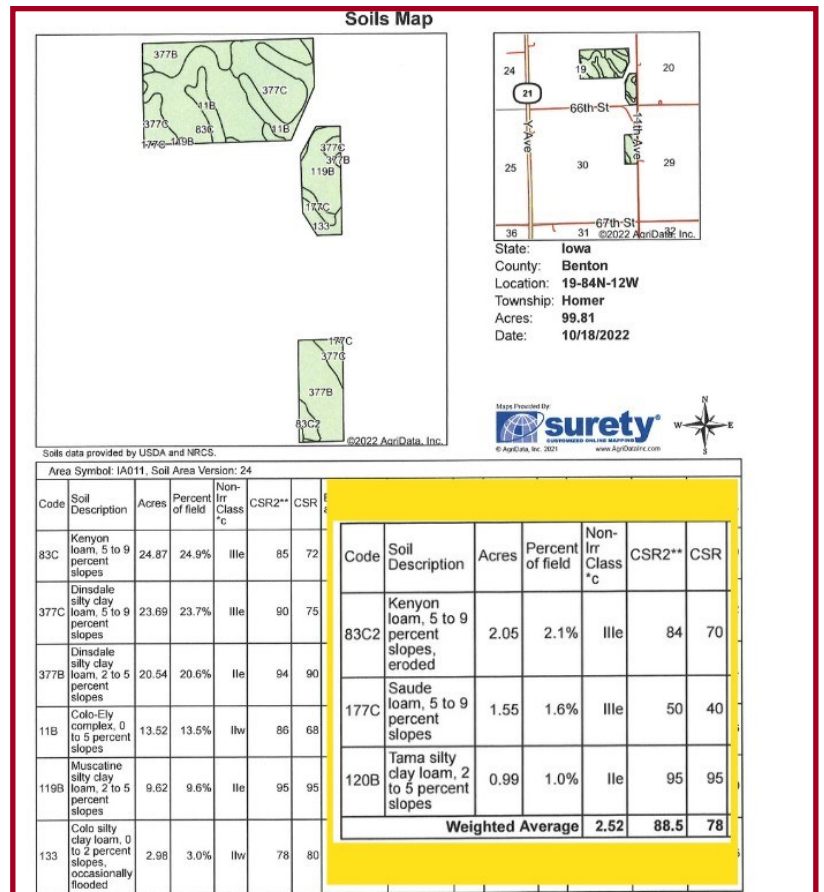 Soils Map
377B
377C
11B
377C
83C
11B
177C
119B
377C
377B
119B
177C
133
177C
377C
377B
83C2
©2022 AgriData, Inc.
24
19
20
21
66th-St
Y-Ave
11th-Ave
25
30
29
67th-St
36
31
32
©2022 AgriData, Inc.
State: Iowa
County: Benton
Location: 19-84N-12W
Township: Homer
Acres: 99.81
Date: 10/18/2022
Maps Provided By:
surety®
CUSTOMIZED ONLINE MAPPING
© AgriData, Inc. 2021 www.AgriDataInc.com
N
W
E
S
Soils data provided by USDA and NRCS.
Area Symbol: IA011, Soil Area Version: 24
Code Soil Description Acres Percent of field Non-Irr Class *c CSR2** CSR
83C Kenyon loam, 5 to 9 percent slopes 24.87 24.9% IIIe 85 72
377C Dinsdale silty clay loam, 5 to 9 percent slopes 23.69 23.7% IIIe 90 75
377B Dinsdale silty clay loam, 2 to 5 percent slopes 20.54 20.6% IIe 94 90
11B Colo-Ely complex, 0 to 5 percent slopes 13.52 13.5% IIw 86 68
119B Muscatine silty clay loam, 2 to 5 percent slopes 9.62 9.6% IIe 95 95
133 Colo silty clay loam, 0 to 2 percent slopes, occasionally flooded 2.98 3.0% IIw 78 80
Code Soil Description Acres Percent of field Non-Irr Class *c CSR2** CSR
83C2 Kenyon loam, 5 to 9 percent slopes, eroded 2.05 2.1% IIIe 84 70
177C Saude loam, 5 to 9 percent slopes 1.55 1.6% IIIe 50 40
120B Tama silty clay loam, 2 to 5 percent slopes 0.99 1.0% IIe 95 95
Weighted Average 2.52 88.5 78